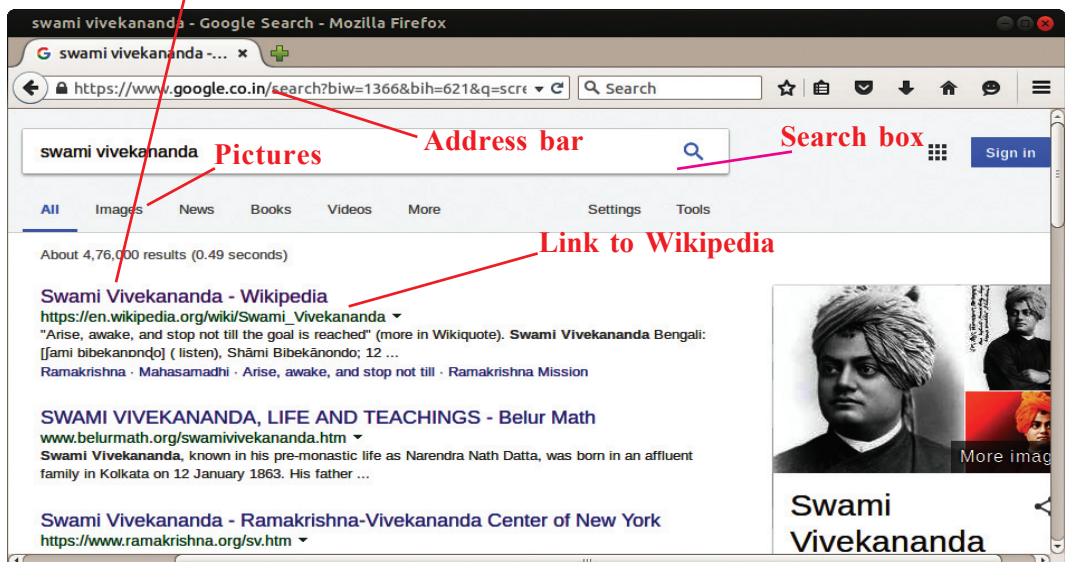 swami vivekananda - Google Search - Mozilla Firefox
swami vivekananda -...
https://www.google.co.in/search?biw=1366&bih=621&q=scre
Search
Address bar
Search box
swami vivekananda
Pictures
Sign in
All Images News Books Videos More Settings Tools
Link to Wikipedia
About 4,76,000 results (0.49 seconds)
Swami Vivekananda - Wikipedia
https://en.wikipedia.org/wiki/Swami_Vivekananda
"Arise, awake, and stop not till the goal is reached" (more in Wikiquote). Swami Vivekananda Bengali:
[ʃami bibekanɒnɖo] ( listen), Shāmi Bibekānondo; 12 ...
Ramakrishna · Mahasamadhi · Arise, awake, and stop not till · Ramakrishna Mission
SWAMI VIVEKANANDA, LIFE AND TEACHINGS - Belur Math
www.belurmath.org/swamivivekananda.htm
Swami Vivekananda, known in his pre-monastic life as Narendra Nath Datta, was born in an affluent
family in Kolkata on 12 January 1863. His father ...
Swami Vivekananda - Ramakrishna-Vivekananda Center of New York
https://www.ramakrishna.org/sv.htm
More imag
Swami
Vivekananda